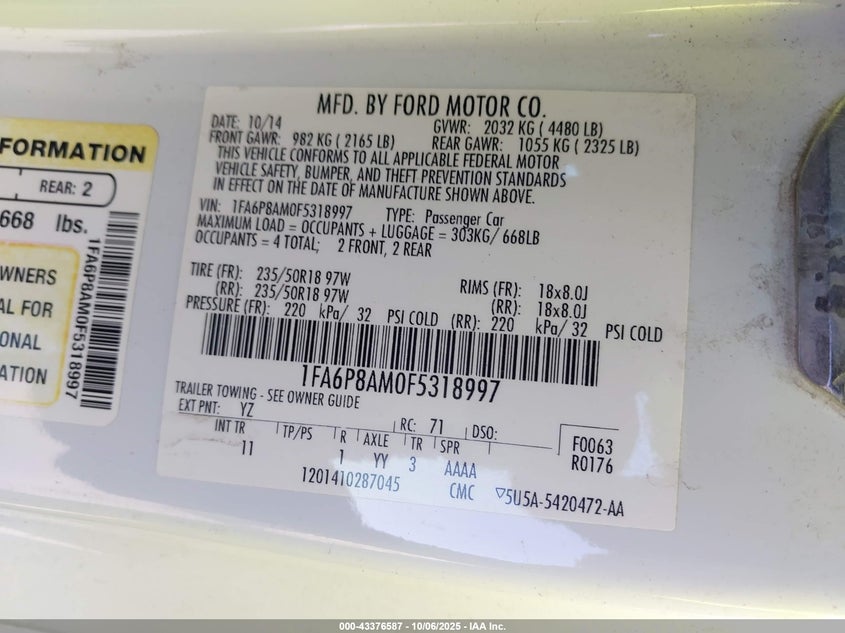 FORMATION
REAR: 2
668 lbs.
1FA6P8AM0F5318997
OWNERS
AL FOR
ONAL
ATION
MFD. BY FORD MOTOR CO.
DATE: 10/14 GVWR: 2032 KG ( 4480 LB)
FRONT GAWR: 982 KG ( 2165 LB) REAR GAWR: 1055 KG ( 2325 LB)
THIS VEHICLE CONFORMS TO ALL APPLICABLE FEDERAL MOTOR
VEHICLE SAFETY, BUMPER, AND THEFT PREVENTION STANDARDS
IN EFFECT ON THE DATE OF MANUFACTURE SHOWN ABOVE.
VIN: 1FA6P8AM0F5318997 TYPE: Passenger Car
MAXIMUM LOAD = OCCUPANTS + LUGGAGE = 303KG/ 668LB
OCCUPANTS = 4 TOTAL; 2 FRONT, 2 REAR
TIRE (FR): 235/50R18 97W RIMS (FR): 18x8.0J
(RR): 235/50R18 97W (RR): 18x8.0J
PRESSURE (FR): 220 kPa/ 32 PSI COLD (RR): 220 kPa/ 32 PSI COLD
1FA6P8AM0F5318997
TRAILER TOWING - SEE OWNER GUIDE
EXT PNT: YZ RC: 71 DSO:
INT TR TP/PS R AXLE TR SPR F0063
11 1 YY 3 AAAA R0176
1201410287045 CMC ▽5U5A-5420472-AA
000-43376587 - 10/06/2025 - IAA Inc.